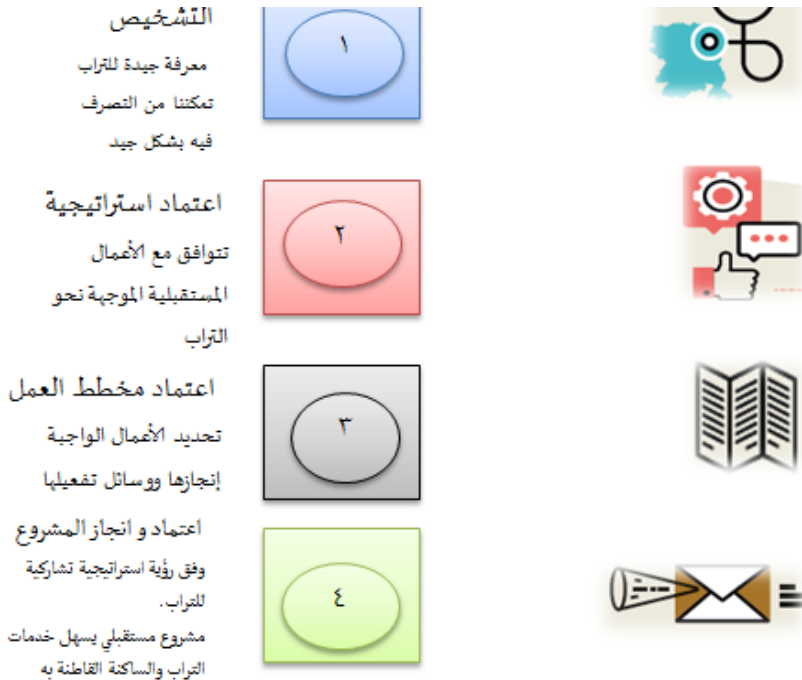 التشخيص
١
معرفة جيدة للتراب
تمكننا من التصرف
فيه بشكل جيد
اعتماد استراتيجية
٢
تتوافق مع الأعمال
المستقبلية الموجهة نحو
التراب
اعتماد مخطط العمل
٣
تحديد الأعمال الواجبة
إنجازها ووسائل تفعيلها
اعتماد و انجاز المشروع
٤
وفق رؤية استراتيجية تشاركية
للتراب.
مشروع مستقبلي يسهل خدمات
التراب والساكنة القاطنة به